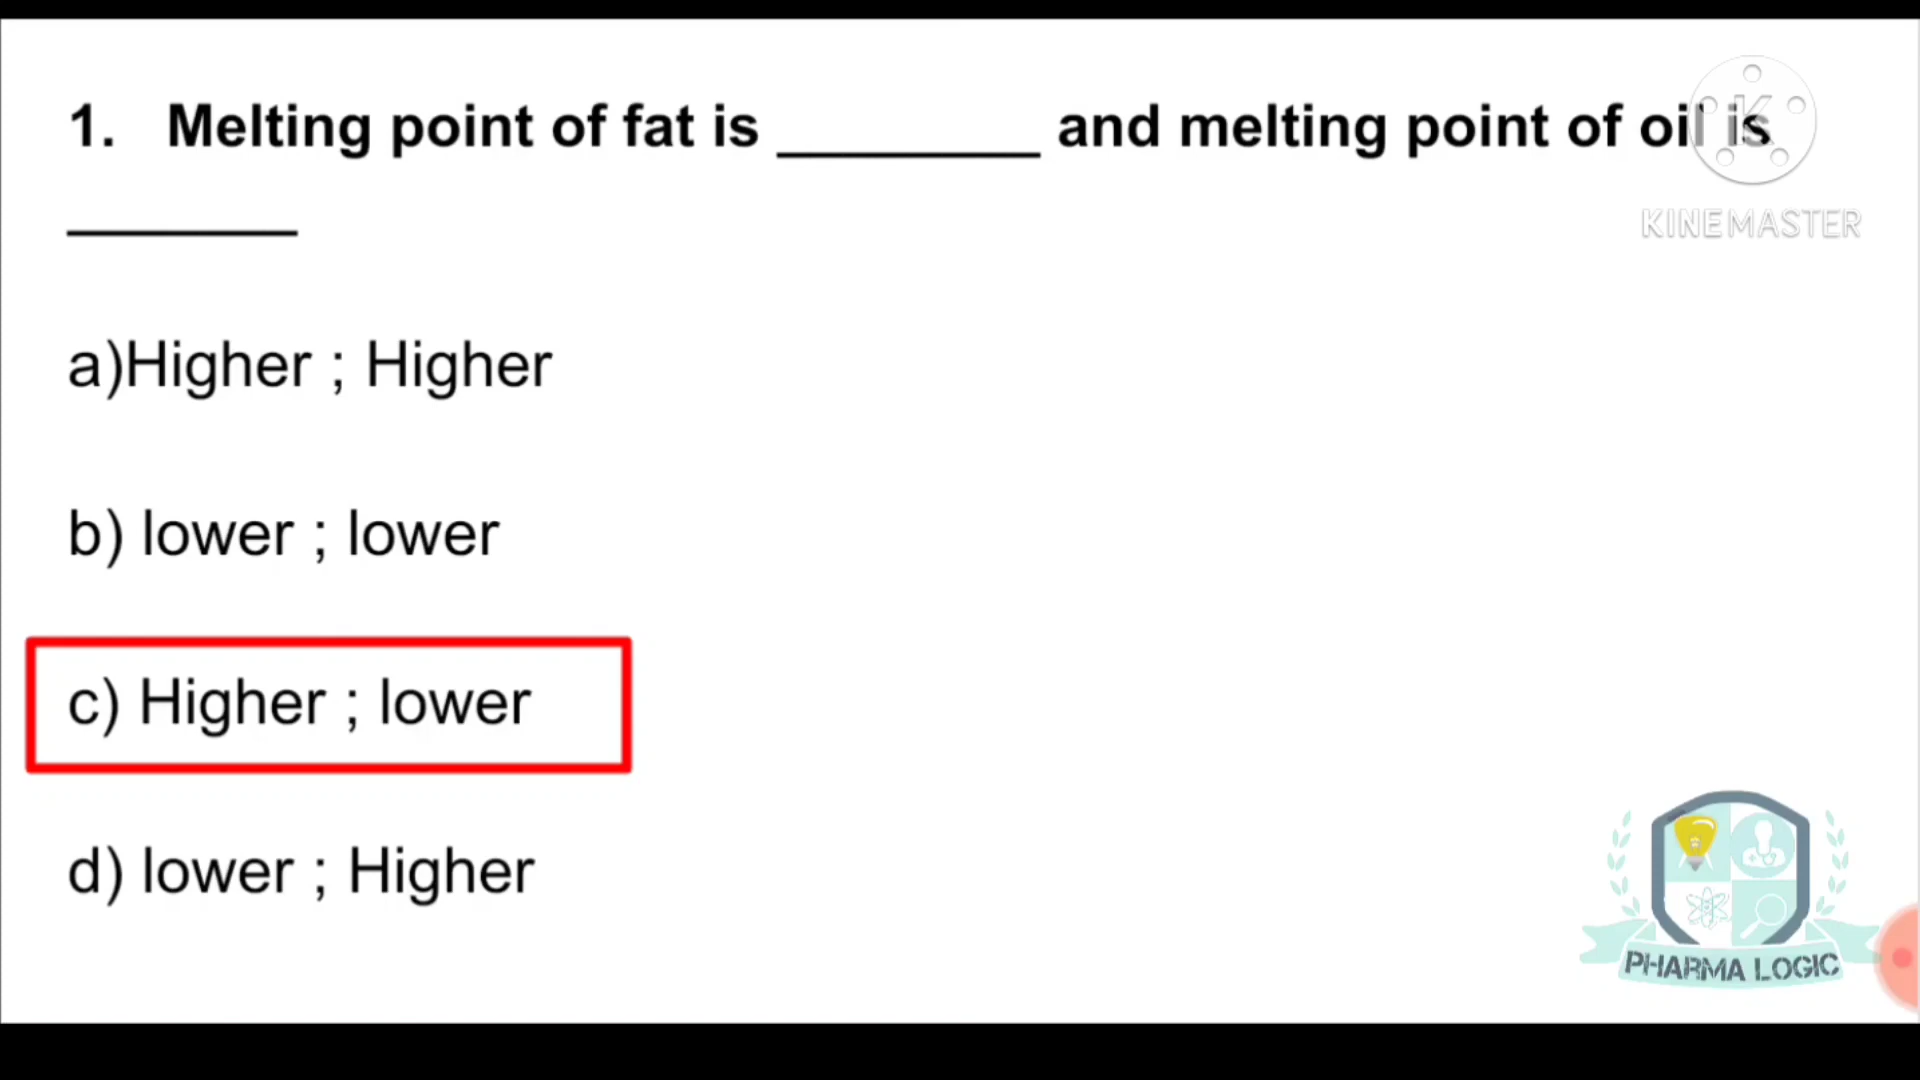 1. Melting point of fat is ________ and melting point of oil is
_______
KINEMASTER
a)Higher ; Higher
b) lower ; lower
c) Higher ; lower
d) lower ; Higher
PHARMA LOGIC